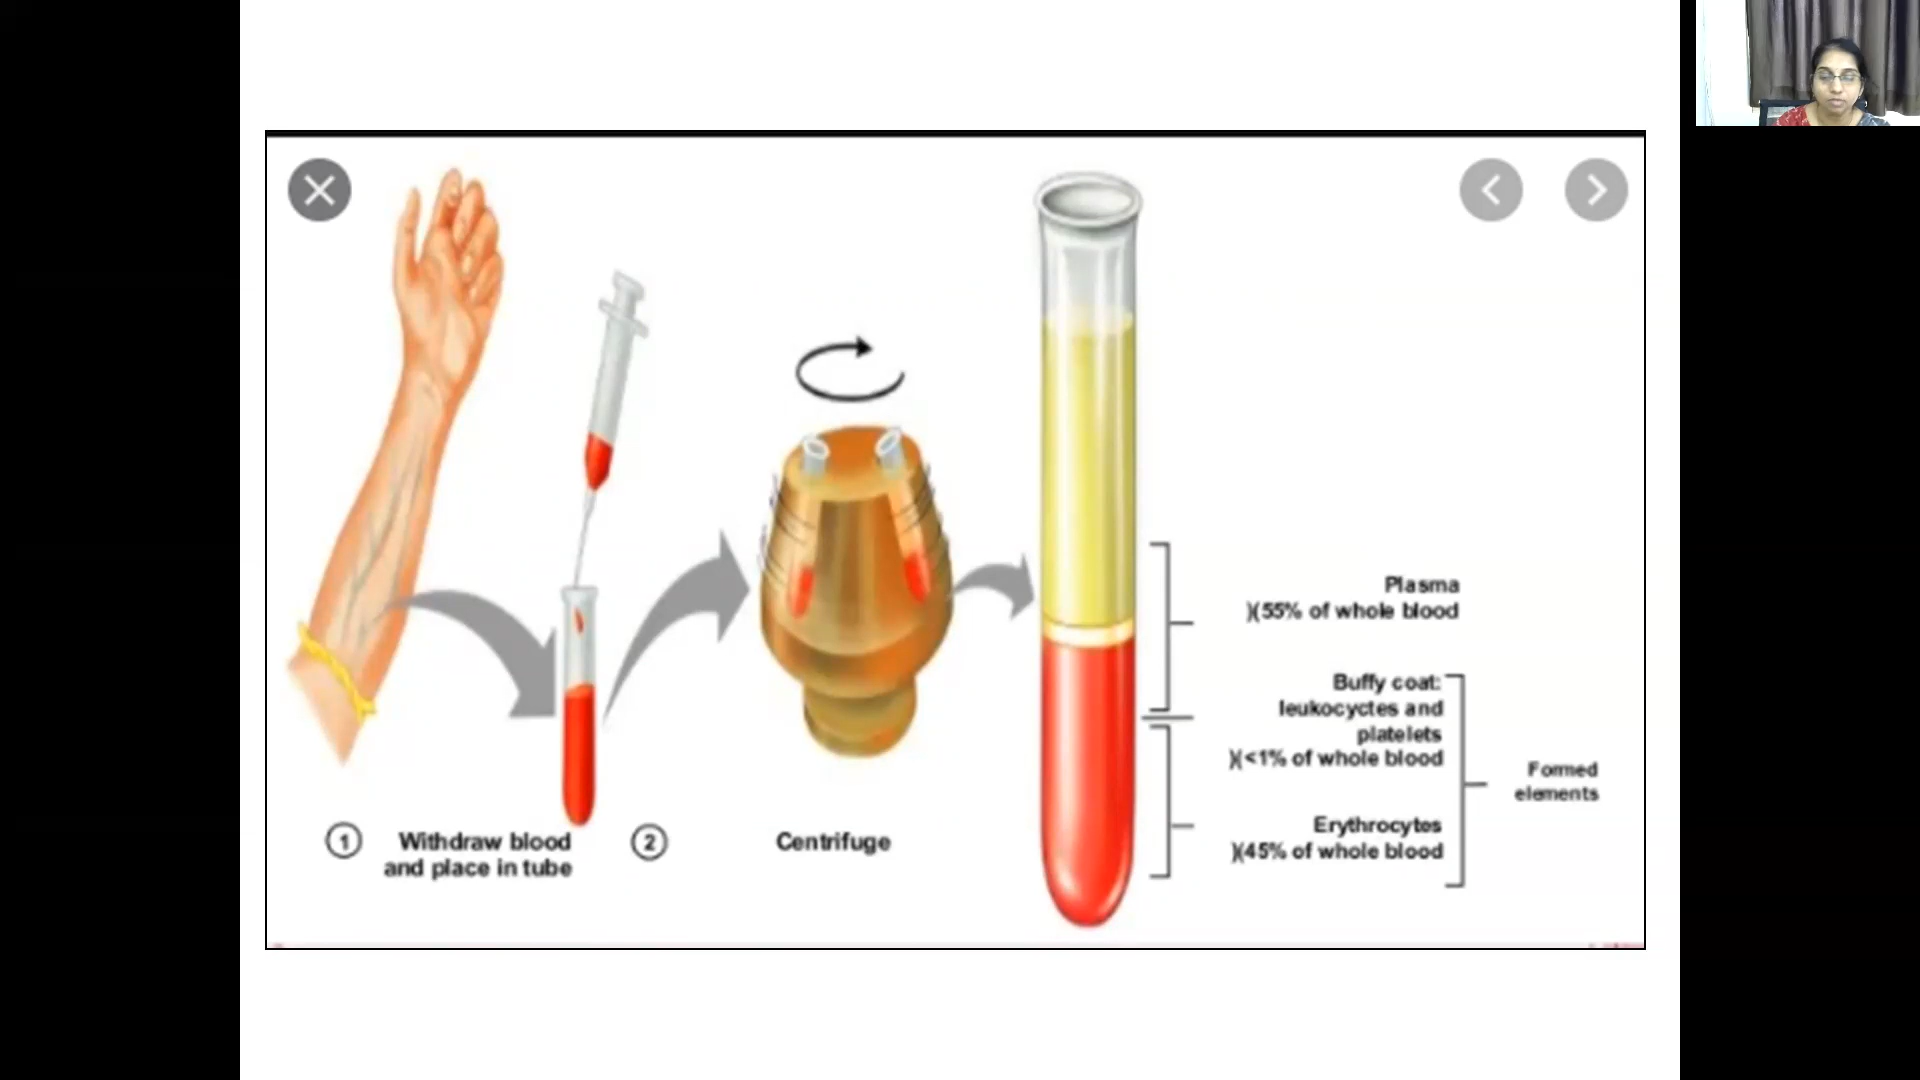 Plasma
)(55% of whole blood
Buffy coat:
leukocyctes and
platelets
)(<1% of whole blood
Formed
elements
Erythrocytes
)(45% of whole blood
1 Withdraw blood
and place in tube
2 Centrifuge